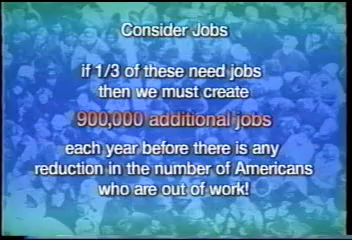 Consider Jobs
if 1/3 of these need jobs
then we must create
900,000 additional jobs
each year before there is any
reduction in the number of Americans
who are out of work!